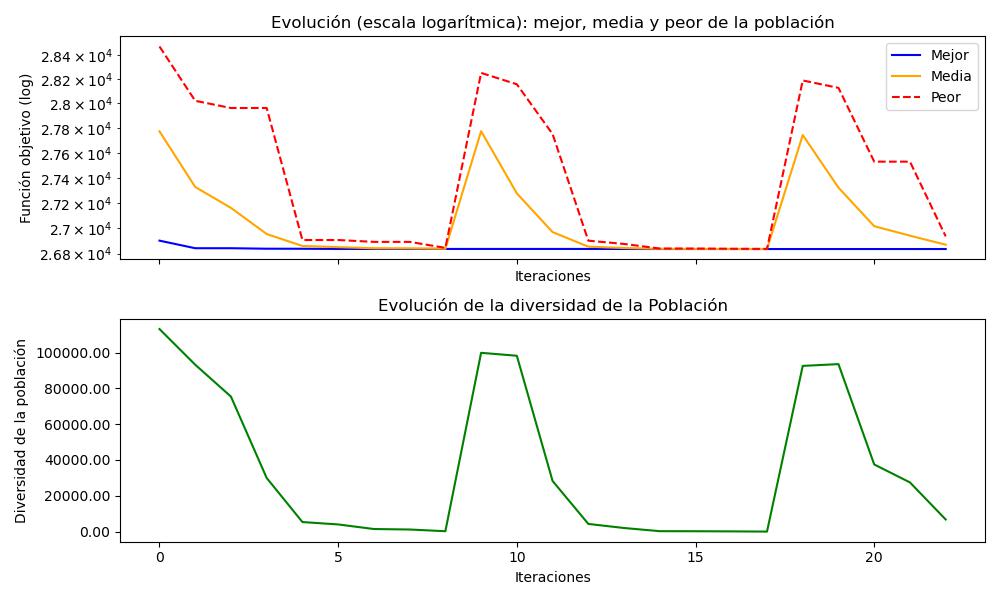 Evolución (escala logarítmica): mejor, media y peor de la población
Función objetivo (log)
2.84 × 10⁴
2.82 × 10⁴
2.8 × 10⁴
2.78 × 10⁴
2.76 × 10⁴
2.74 × 10⁴
2.72 × 10⁴
2.7 × 10⁴
2.68 × 10⁴
Mejor
Media
Peor
Iteraciones
Evolución de la diversidad de la Población
Diversidad de la población
100000.00
80000.00
60000.00
40000.00
20000.00
0.00
0 5 10 15 20
Iteraciones